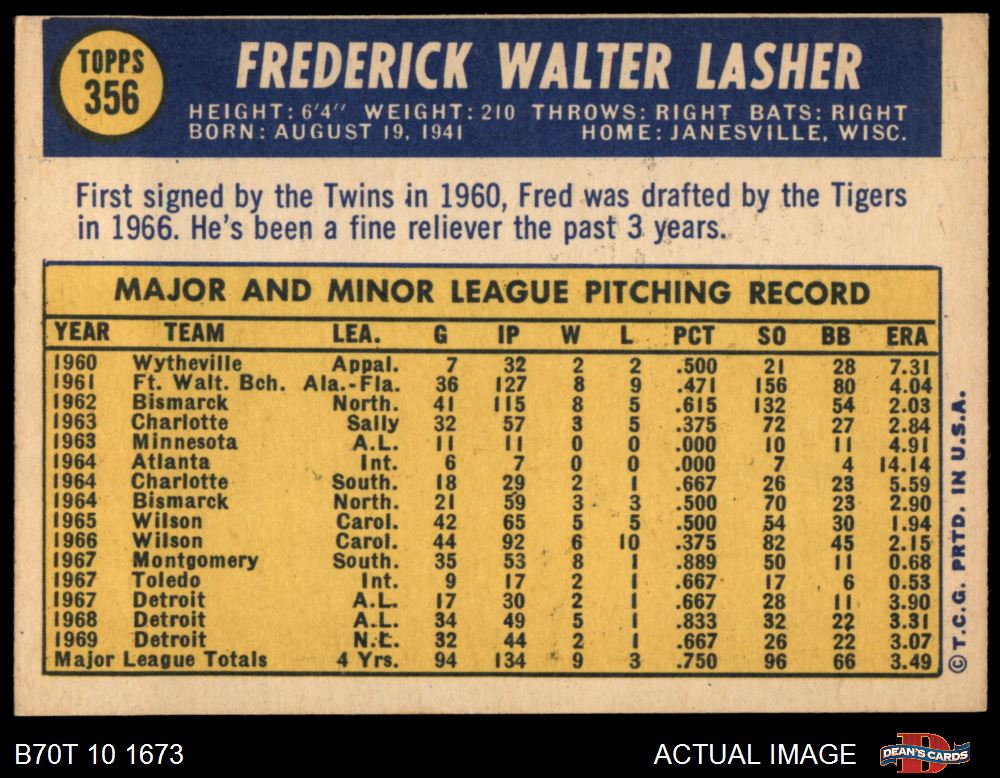 TOPPS
356
FREDERICK WALTER LASHER
HEIGHT: 6'4" WEIGHT: 210 THROWS: RIGHT BATS: RIGHT
BORN: AUGUST 19, 1941 HOME: JANESVILLE, WISC.
First signed by the Twins in 1960, Fred was drafted by the Tigers
in 1966. He's been a fine reliever the past 3 years.
MAJOR AND MINOR LEAGUE PITCHING RECORD
YEAR TEAM LEA. G IP W L PCT SO BB ERA
1960 Wytheville Appal. 7 32 2 2 .500 21 28 7.31
1961 Ft. Walt. Bch. Ala.-Fla. 36 127 8 9 .471 156 80 4.04
1962 Bismarck North. 41 115 8 5 .615 132 54 2.03
1963 Charlotte Sally 32 57 3 5 .375 72 27 2.84
1963 Minnesota A.L. 11 11 0 0 .000 10 11 4.91
1964 Atlanta Int. 6 7 0 0 .000 7 4 14.14
1964 Charlotte South. 18 29 2 1 .667 26 23 5.59
1964 Bismarck North. 21 59 3 3 .500 70 23 2.90
1965 Wilson Carol. 42 65 5 5 .500 54 30 1.94
1966 Wilson Carol. 44 92 6 10 .375 82 45 2.15
1967 Montgomery South. 35 53 8 1 .889 50 11 0.68
1967 Toledo Int. 9 17 2 1 .667 17 6 0.53
1967 Detroit A.L. 17 30 2 1 .667 28 11 3.90
1968 Detroit A.L. 34 49 5 1 .833 32 22 3.31
1969 Detroit N.L. 32 44 2 1 .667 26 22 3.07
Major League Totals 4 Yrs. 94 134 9 3 .750 96 66 3.49
© T.C.G. PRTD. IN U.S.A.
B70T 10 1673
ACTUAL IMAGE
DEAN'S CARDS